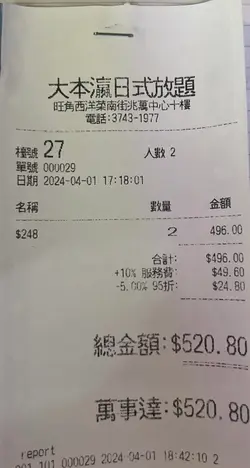 大本瀛日式放題
旺角西洋菜南街兆萬中心十樓
電話:3743-1977
檯號 27 人數 2
單號 000029
日期 2024-04-01 17:18:01
名稱 數量 金額
$248 2 496.00
合計: $496.00
+10% 服務費: $49.60
-5.00% 95折: $24.80
總金額: $520.80
萬事達: $520.80
report
001 101 000029 2024-04-01 18:42:10 2